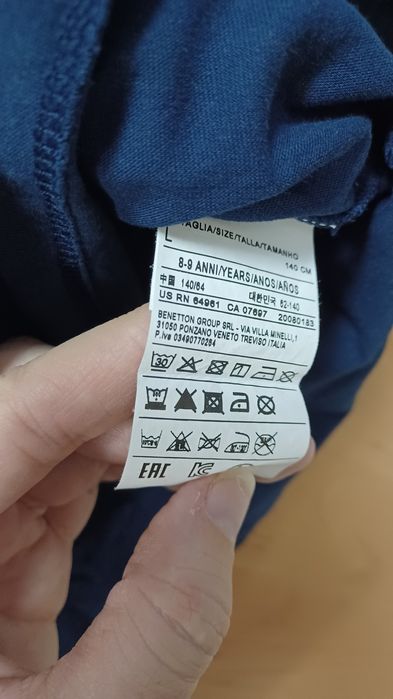 L TAGLIA/SIZE/TALLA/TAMANHO
140 CM
8-9 ANNI/YEARS/ANOS/AÑOS
中国 140/64 대한민국 62-140
US RN 64961 CA 07697 20080183
BENETTON GROUP SRL - VIA VILLA MINELLI, 1
31050 PONZANO VENETO TREVISO ITALIA
P.Iva 03490770264
30
EAC